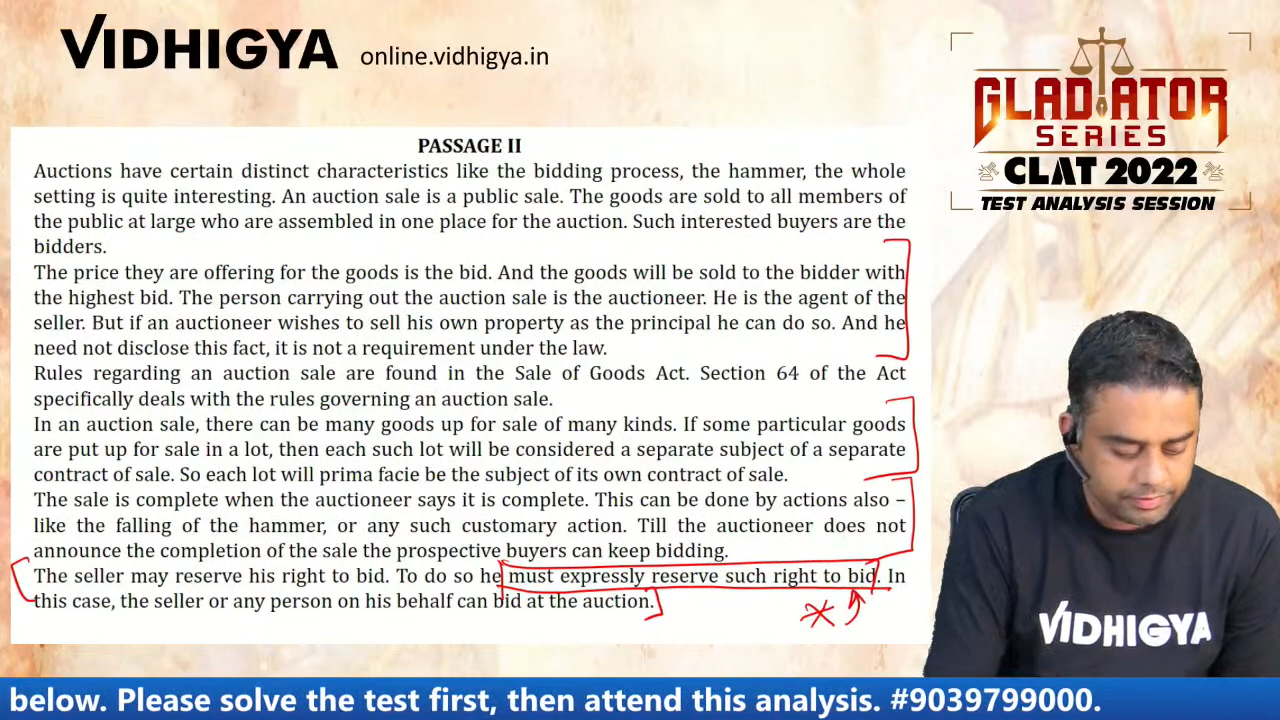 VIDHIGYA online.vidhigya.in
GLADIATOR
SERIES
CLAT 2022
TEST ANALYSIS SESSION
PASSAGE II
Auctions have certain distinct characteristics like the bidding process, the hammer, the whole
setting is quite interesting. An auction sale is a public sale. The goods are sold to all members of
the public at large who are assembled in one place for the auction. Such interested buyers are the
bidders.
The price they are offering for the goods is the bid. And the goods will be sold to the bidder with
the highest bid. The person carrying out the auction sale is the auctioneer. He is the agent of the
seller. But if an auctioneer wishes to sell his own property as the principal he can do so. And he
need not disclose this fact, it is not a requirement under the law.
Rules regarding an auction sale are found in the Sale of Goods Act. Section 64 of the Act
specifically deals with the rules governing an auction sale.
In an auction sale, there can be many goods up for sale of many kinds. If some particular goods
are put up for sale in a lot, then each such lot will be considered a separate subject of a separate
contract of sale. So each lot will prima facie be the subject of its own contract of sale.
The sale is complete when the auctioneer says it is complete. This can be done by actions also –
like the falling of the hammer, or any such customary action. Till the auctioneer does not
announce the completion of the sale the prospective buyers can keep bidding.
The seller may reserve his right to bid. To do so he must expressly reserve such right to bid. In
this case, the seller or any person on his behalf can bid at the auction.
VIDHIGYA
below. Please solve the test first, then attend this analysis. #9039799000.